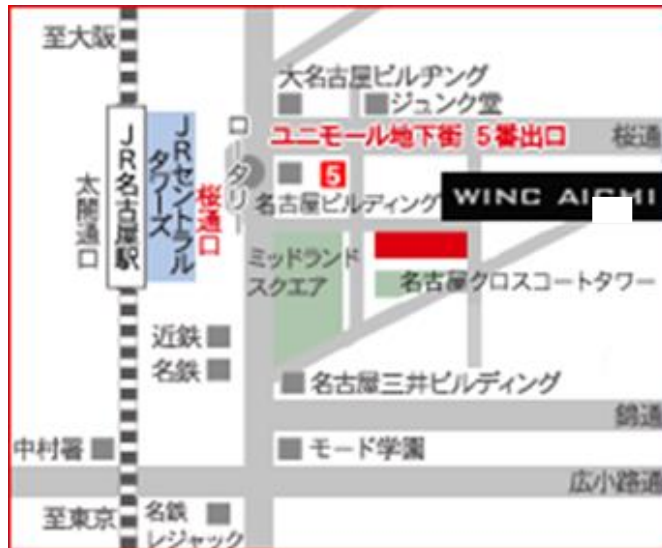 至大阪
大名古屋ビルヂング
ジュンク堂
JR名古屋駅
JRセントラル
タワーズ
ロータリー
ユニモール地下街 5番出口
桜通
桜通口
太閤通口
5
名古屋ビルディング
WINC AICHI
ミッドランド
スクエア
名古屋クロスコートタワー
近鉄
名鉄
名古屋三井ビルディング
錦通
中村署
モード学園
広小路通
至東京
名鉄
レジャック